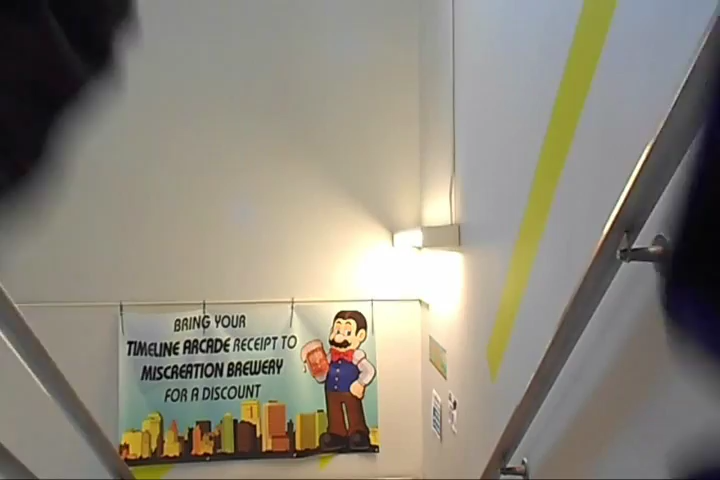 BRING YOUR
TIMELINE ARCADE RECEIPT TO
MISCREATION BREWERY
FOR A DISCOUNT